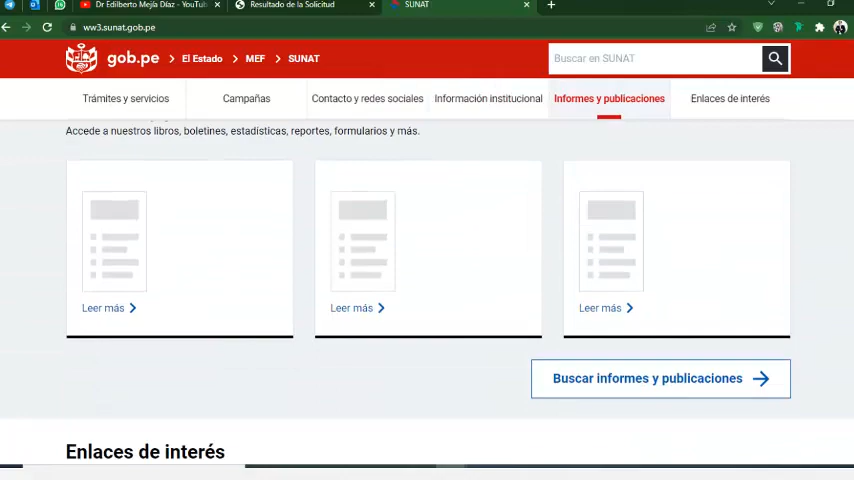 Dr Edilberto Mejía Díaz - YouTub
Resultado de la Solicitud
SUNAT
ww3.sunat.gob.pe
gob.pe > El Estado > MEF > SUNAT
Buscar en SUNAT
Trámites y servicios
Campañas
Contacto y redes sociales
Información institucional
Informes y publicaciones
Enlaces de interés
Accede a nuestros libros, boletines, estadísticas, reportes, formularios y más.
Leer más
Leer más
Leer más
Buscar informes y publicaciones
Enlaces de interés